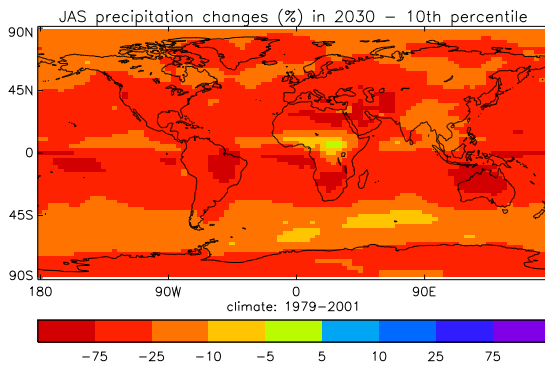 JAS precipitation changes (%) in 2030 – 10th percentile
90N
45N
0
45S
90S
180 90W 0 90E
climate: 1979–2001
−75 −25 −10 −5 5 10 25 75